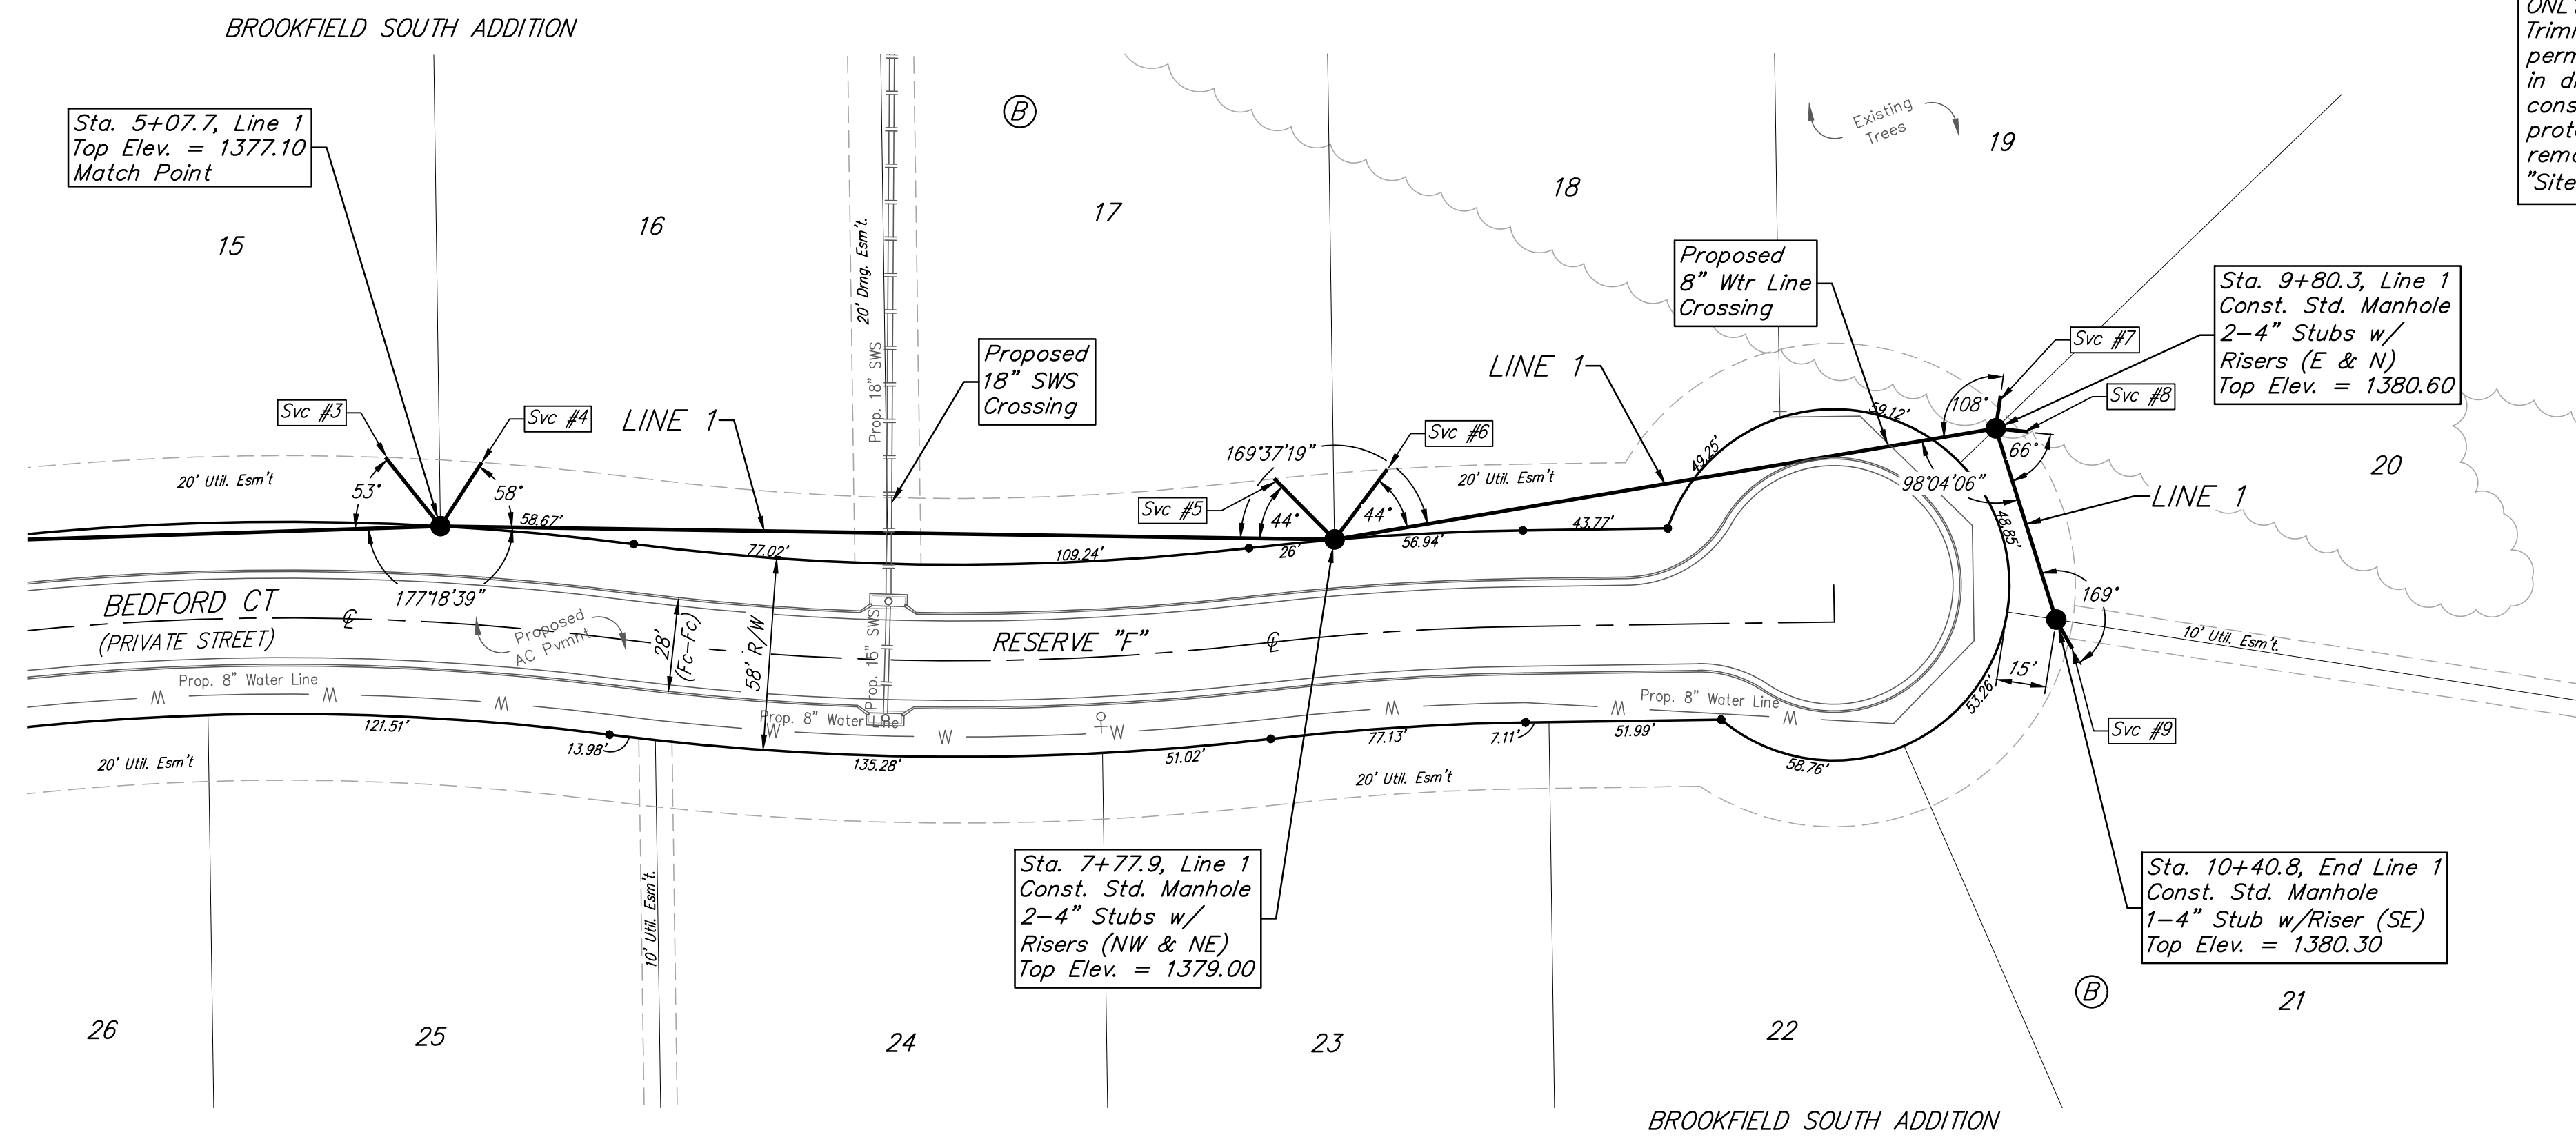 BROOKFIELD SOUTH ADDITION
ONLY
Sta. 5+07.7, Line 1
Top Elev. = 1377.10
Match Point
B
Existing
Trees
in
"Site
15
16
17
18
19
20
20' Drng. Esm't.
Prop. 18" SWS
Proposed
18" SWS
Crossing
Proposed
8" Wtr Line
Crossing
Sta. 9+80.3, Line 1
Const. Std. Manhole
2-4" Stubs w/
Risers (E & N)
Top Elev. = 1380.60
Svc #3
Svc #4
LINE 1
Svc #5
Svc #6
LINE 1
Svc #7
Svc #8
LINE 1
20' Util. Esm't
53°
58°
58.67'
177°18'39"
77.02'
109.24'
26'
169°37'19"
44°
44°
56.94'
20' Util. Esm't
43.77'
49.25'
59.12'
108°
66°
98°04'06"
48.85'
169°
10' Util. Esm't.
15'
53.26'
Svc #9
BEDFORD CT
(PRIVATE STREET)
Proposed
AC Pvmnt
28'
(Fc-Fc)
58' R/W
Prop. 15" SWS
RESERVE "F"
Prop. 8" Water Line
W W W W W W W W W
Prop. 8" Water Line
Prop. 8" Water Line
121.51'
13.98'
135.28'
51.02'
77.13'
7.11'
51.99'
58.76'
20' Util. Esm't
20' Util. Esm't
10' Util. Esm't.
Sta. 7+77.9, Line 1
Const. Std. Manhole
2-4" Stubs w/
Risers (NW & NE)
Top Elev. = 1379.00
Sta. 10+40.8, End Line 1
Const. Std. Manhole
1-4" Stub w/Riser (SE)
Top Elev. = 1380.30
B
26
25
24
23
22
21
BROOKFIELD SOUTH ADDITION